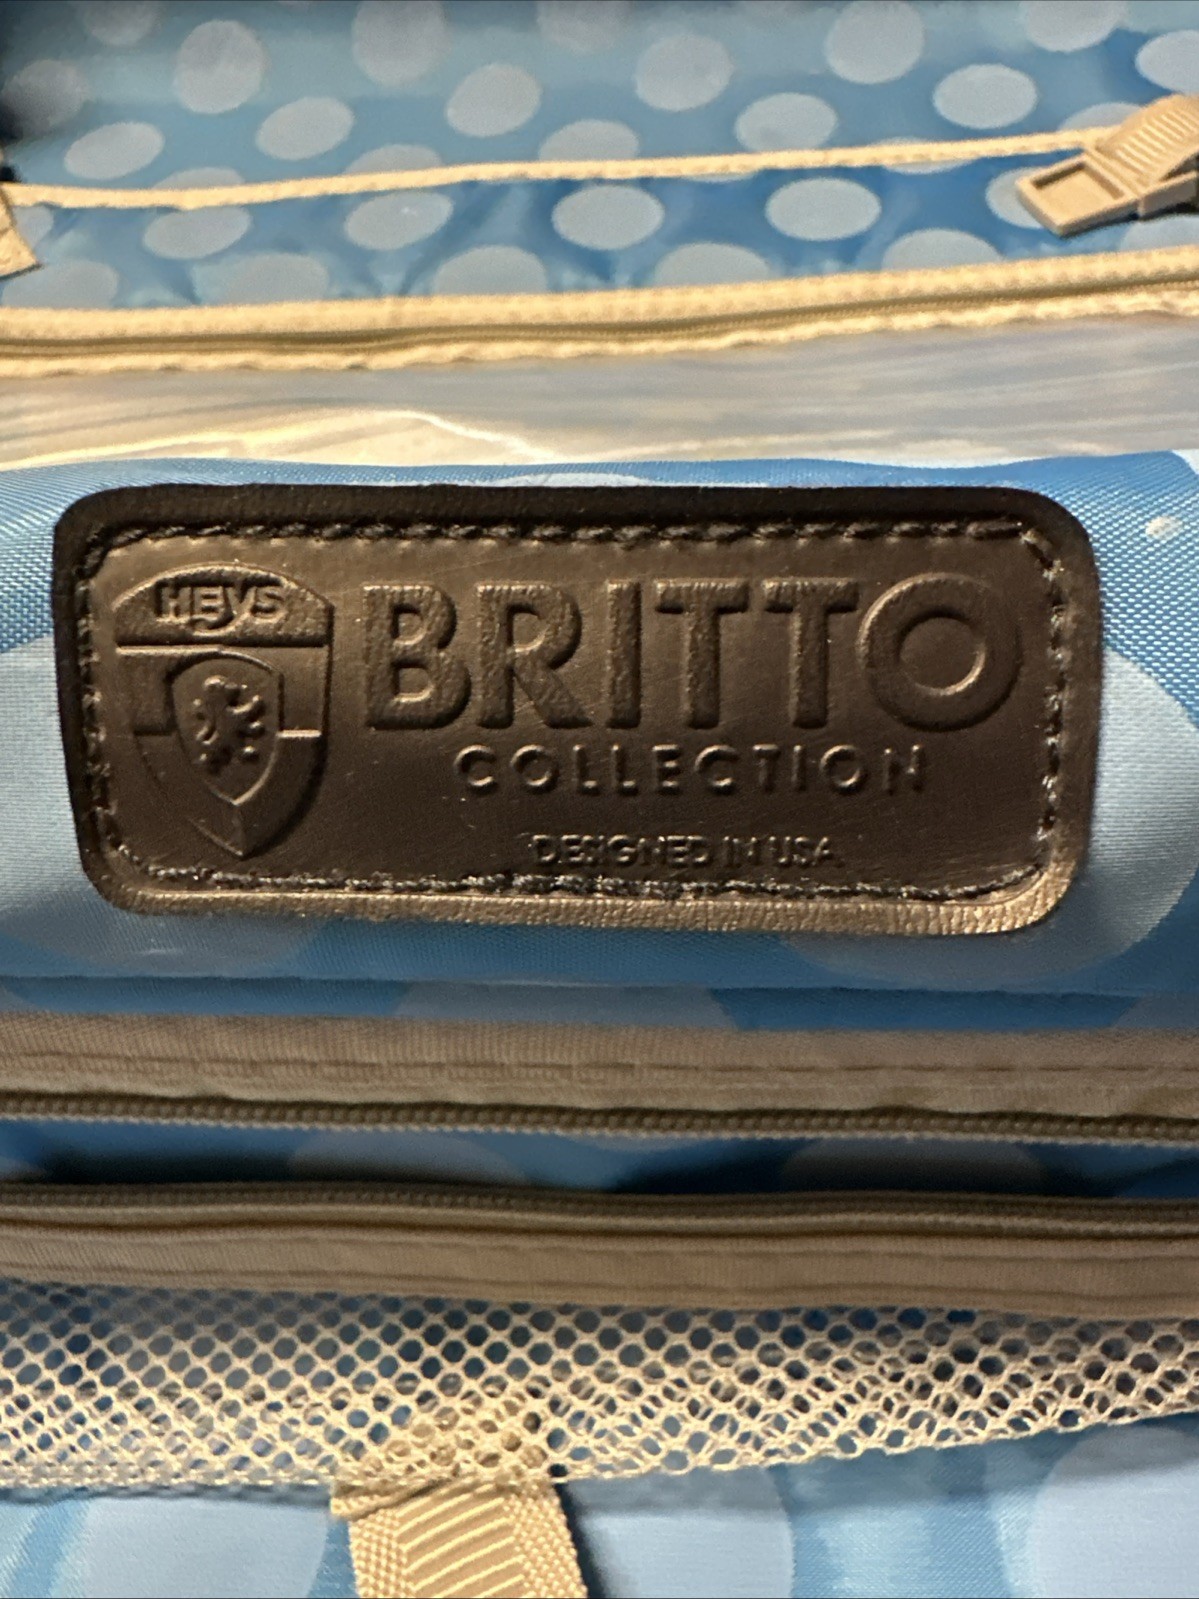 HEYS
BRITTO
COLLECTION
DESIGNED IN USA